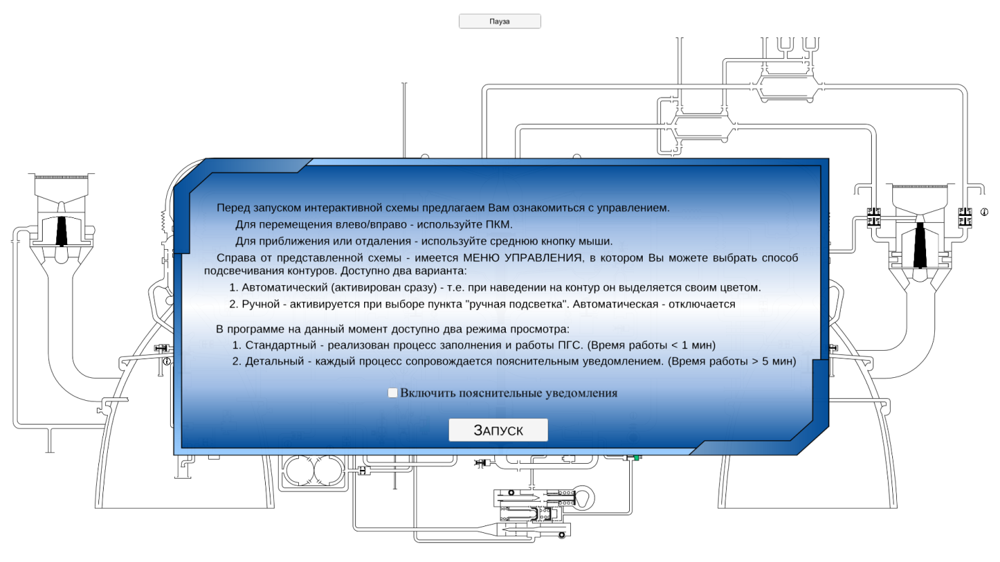 Пауза
Перед запуском интерактивной схемы предлагаем Вам ознакомиться с управлением.
Для перемещения влево/вправо - используйте ПКМ.
Для приближения или отдаления - используйте среднюю кнопку мыши.
Справа от представленной схемы - имеется МЕНЮ УПРАВЛЕНИЯ, в котором Вы можете выбрать способ
подсвечивания контуров. Доступно два варианта:
1. Автоматический (активирован сразу) - т.е. при наведении на контур он выделяется своим цветом.
2. Ручной - активируется при выборе пункта "ручная подсветка". Автоматическая - отключается
В программе на данный момент доступно два режима просмотра:
1. Стандартный - реализован процесс заполнения и работы ПГС. (Время работы < 1 мин)
2. Детальный - каждый процесс сопровождается пояснительным уведомлением. (Время работы > 5 мин)
Включить пояснительные уведомления
ЗАПУСК